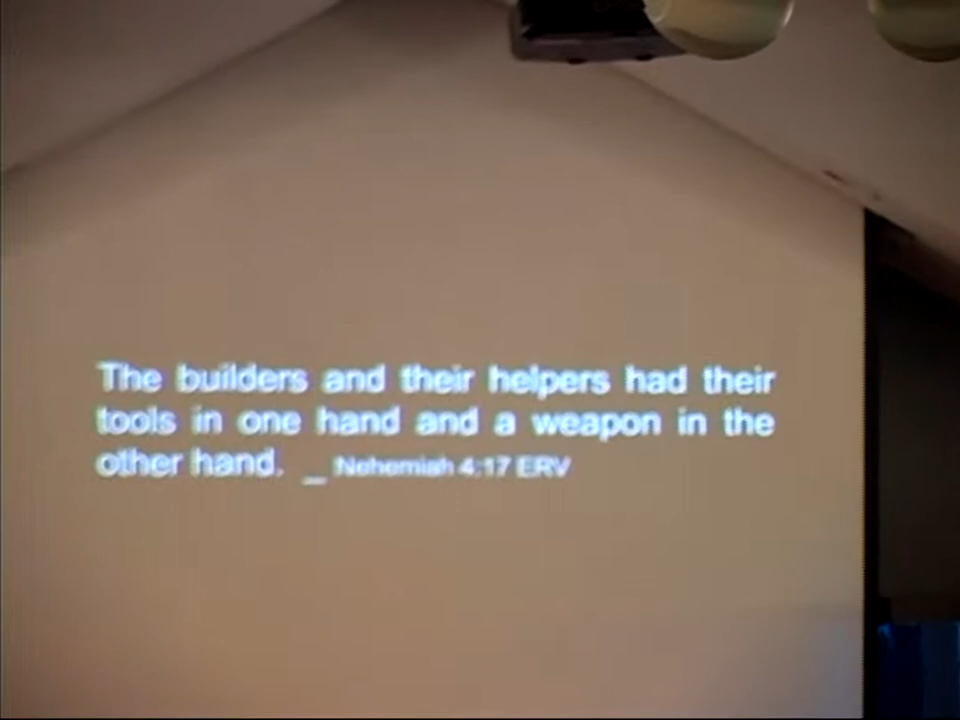 The builders and their helpers had their
tools in one hand and a weapon in the
other hand. _ Nehemiah 4:17 ERV